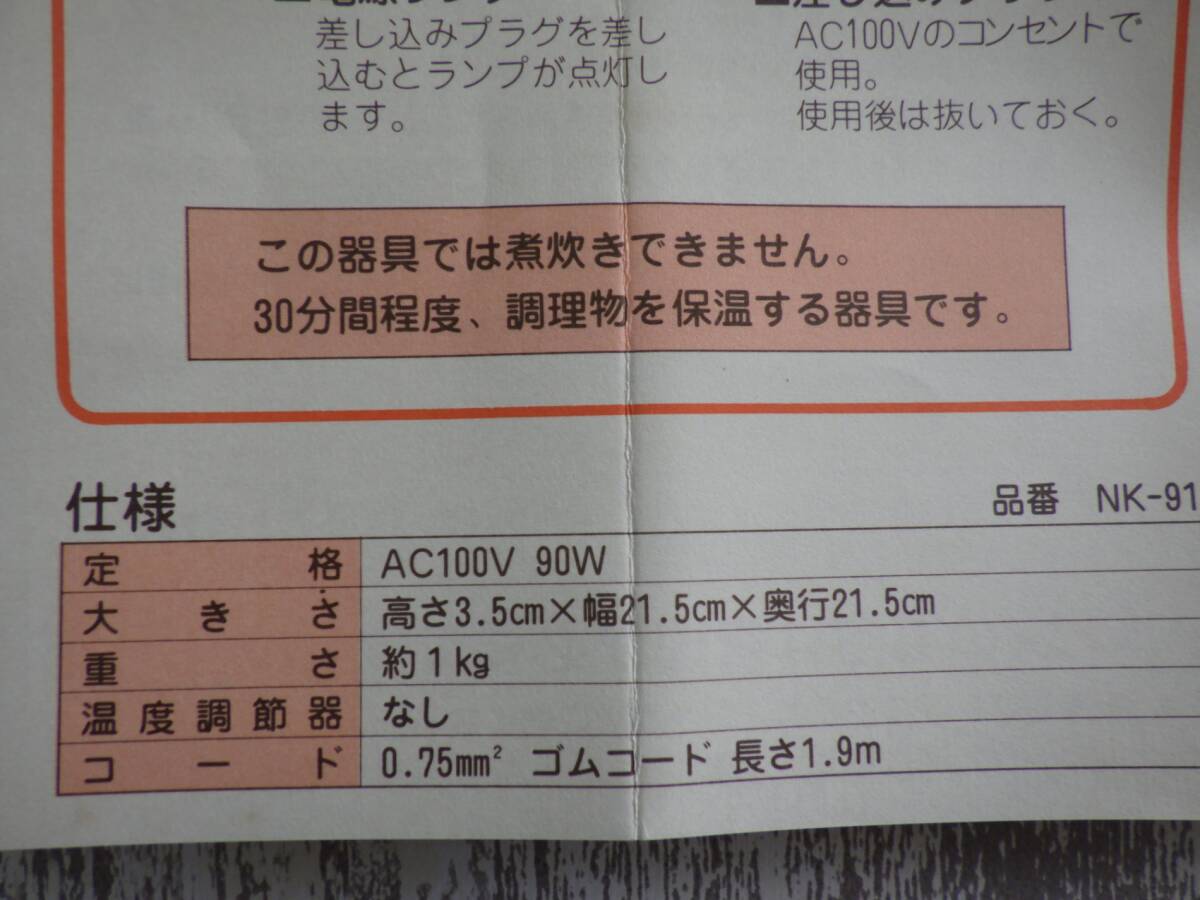 差し込みプラグを差し
込むとランプが点灯し
ます。
AC100Vのコンセントで
使用。
使用後は抜いておく。
この器具では煮炊きできません。
30分間程度、調理物を保温する器具です。
仕様
品番 NK-91
定格 AC100V 90W
大きさ 高さ3.5cm×幅21.5cm×奥行21.5cm
重さ 約1kg
温度調節器 なし
コード 0.75mm² ゴムコード 長さ1.9m